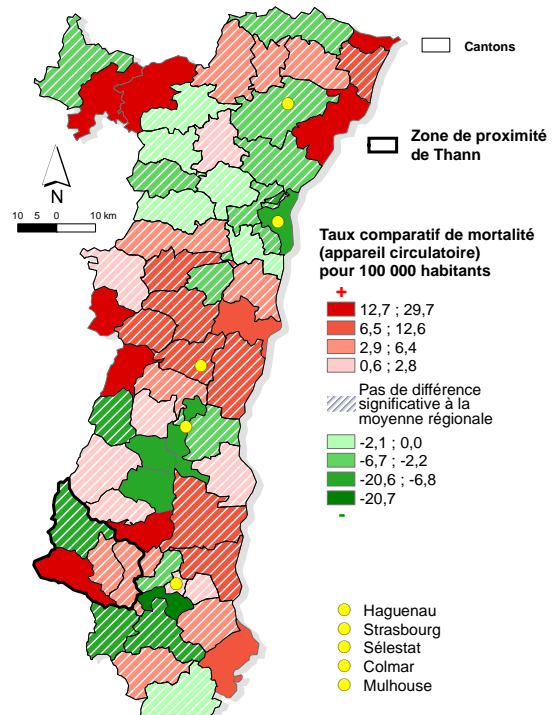 Cantons
Zone de proximité
de Thann
N
10 5 0 10 km
Taux comparatif de mortalité
(appareil circulatoire)
pour 100 000 habitants
+
12,7 ; 29,7
6,5 ; 12,6
2,9 ; 6,4
0,6 ; 2,8
Pas de différence
significative à la
moyenne régionale
-2,1 ; 0,0
-6,7 ; -2,2
-20,6 ; -6,8
-20,7
-
Haguenau
Strasbourg
Sélestat
Colmar
Mulhouse